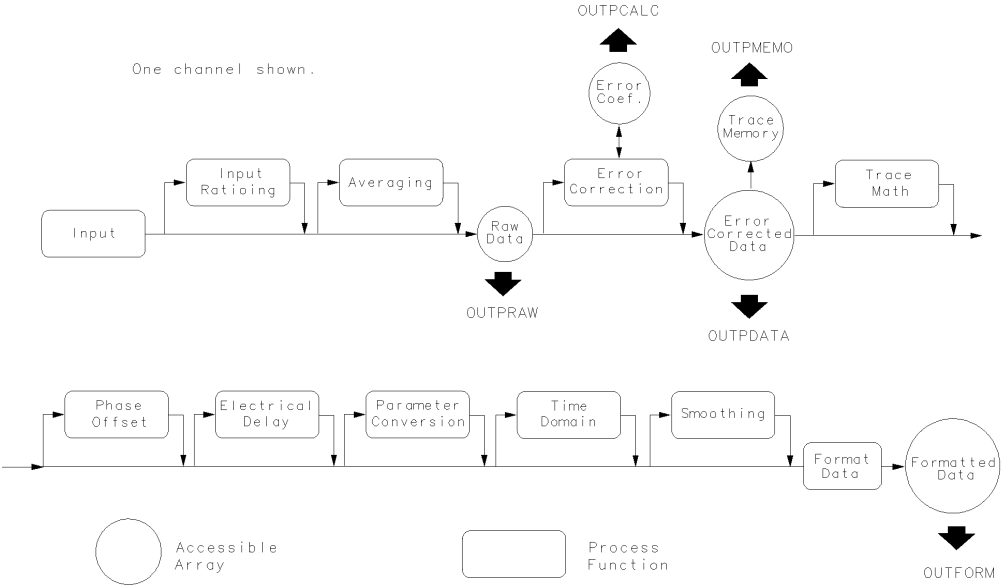 OUTPCALC
OUTPMEMO
One channel shown.
Error
Coef.
Trace
Memory
Input
Ratioing
Averaging
Error
Correction
Trace
Math
Input
Raw
Data
Error
Corrected
Data
OUTPRAW
OUTPDATA
Phase
Offset
Electrical
Delay
Parameter
Conversion
Time
Domain
Smoothing
Format
Data
Formatted
Data
Accessible
Array
Process
Function
OUTFORM